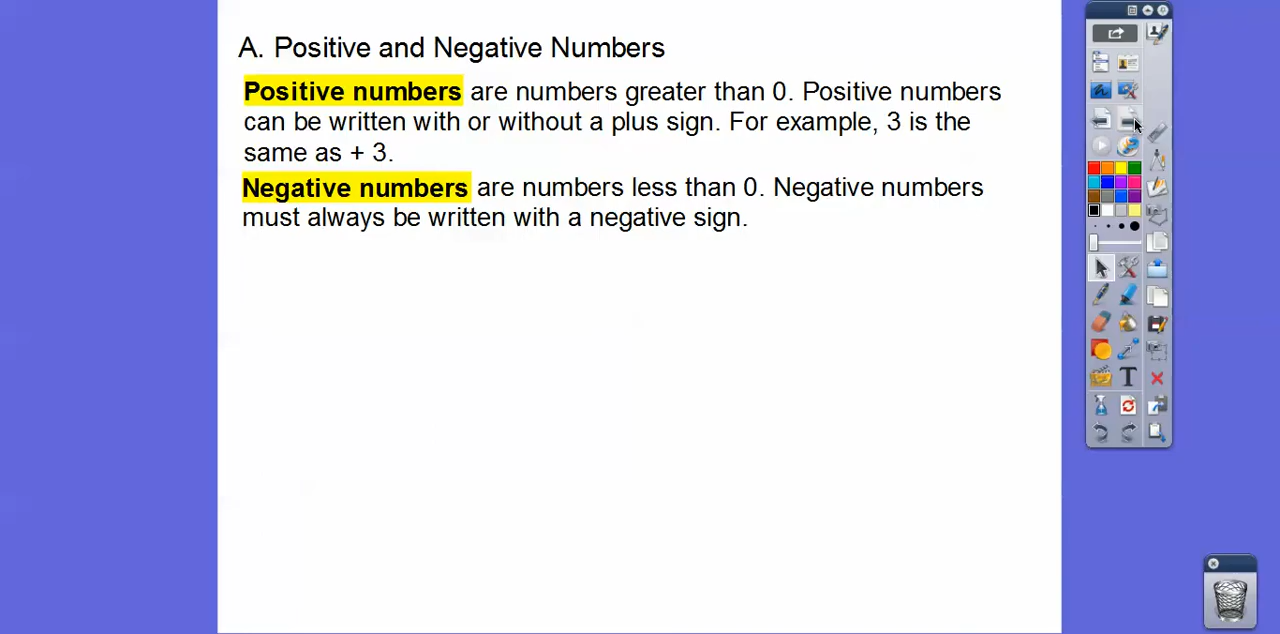 A. Positive and Negative Numbers
Positive numbers are numbers greater than 0. Positive numbers
can be written with or without a plus sign. For example, 3 is the
same as + 3.
Negative numbers are numbers less than 0. Negative numbers
must always be written with a negative sign.
T